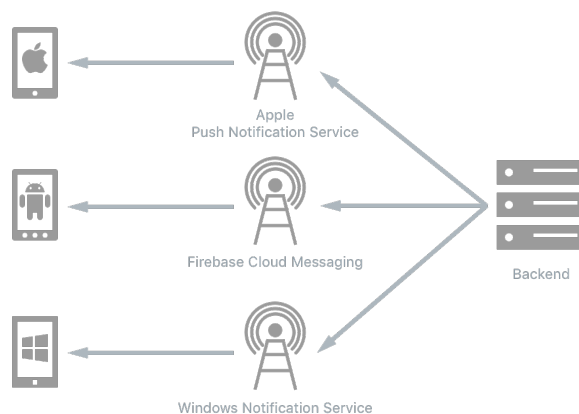 Apple
Push Notification Service
Firebase Cloud Messaging
Backend
Windows Notification Service